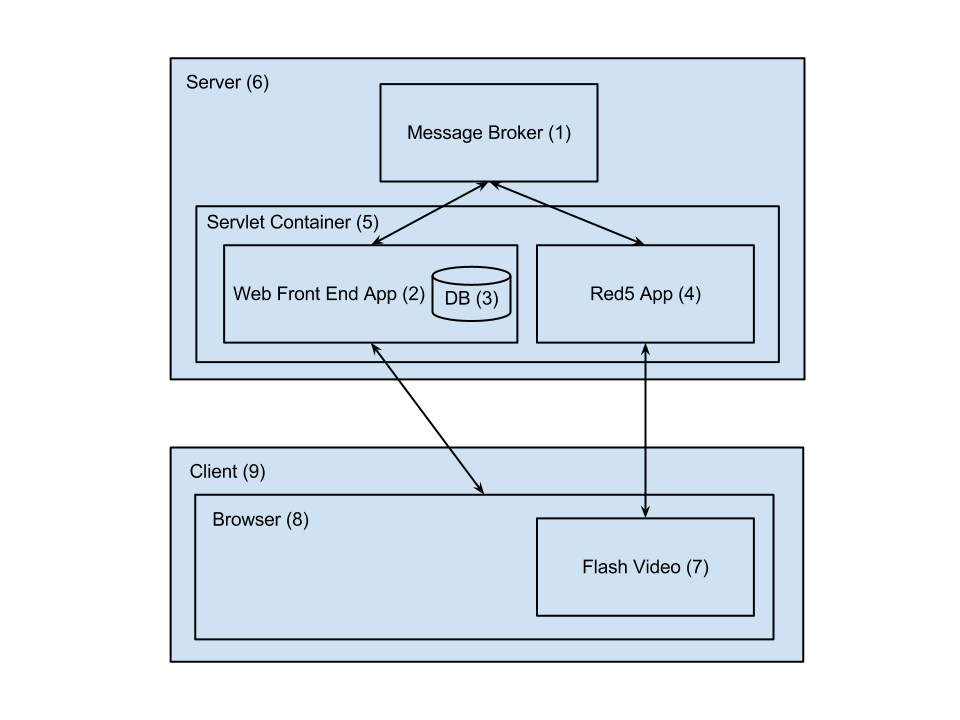 Server (6)
Message Broker (1)
Servlet Container (5)
Web Front End App (2)
DB (3)
Red5 App (4)
Client (9)
Browser (8)
Flash Video (7)